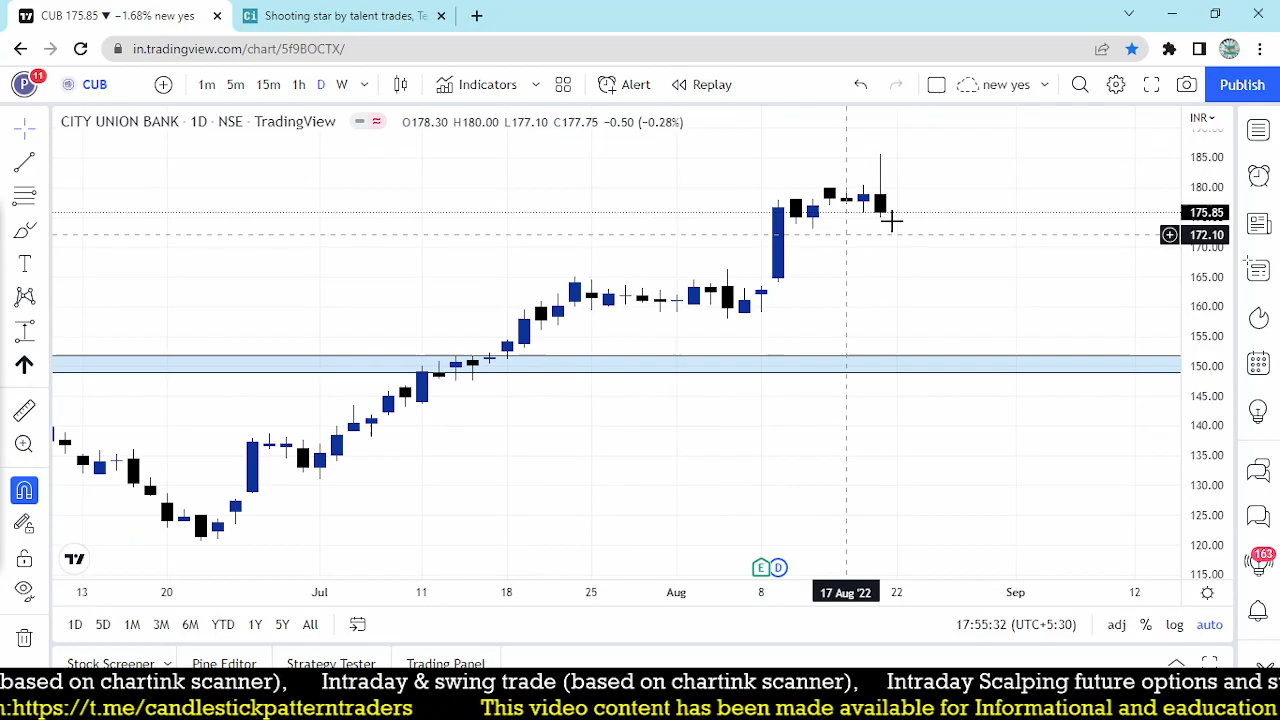 CUB 175.85 ▼ −1.68% new yes
Shooting star by talent trades, Te
in.tradingview.com/chart/5f9BOCTX/
P 11 CUB 1m 5m 15m 1h D W Indicators Alert Replay new yes Publish
CITY UNION BANK · 1D · NSE · TradingView O178.30 H180.00 L177.10 C177.75 −0.50 (−0.28%) INR
190.00
185.00
180.00
175.85
172.10
170.00
165.00
160.00
155.00
150.00
145.00
140.00
135.00
130.00
125.00
120.00
115.00
163
E D
13 20 Jul 11 18 25 Aug 8 17 Aug '22 22 Sep 12
1D 5D 1M 3M 6M YTD 1Y 5Y All 17:55:32 (UTC+5:30) adj % log auto
Stock Screener Pine Editor Strategy Tester Trading Panel
(based on chartink scanner), Intraday & swing trade (based on chartink scanner), Intraday Scalping future options and s
n:https://t.me/candlestickpatterntraders This video content has been made available for Informational and eaducation